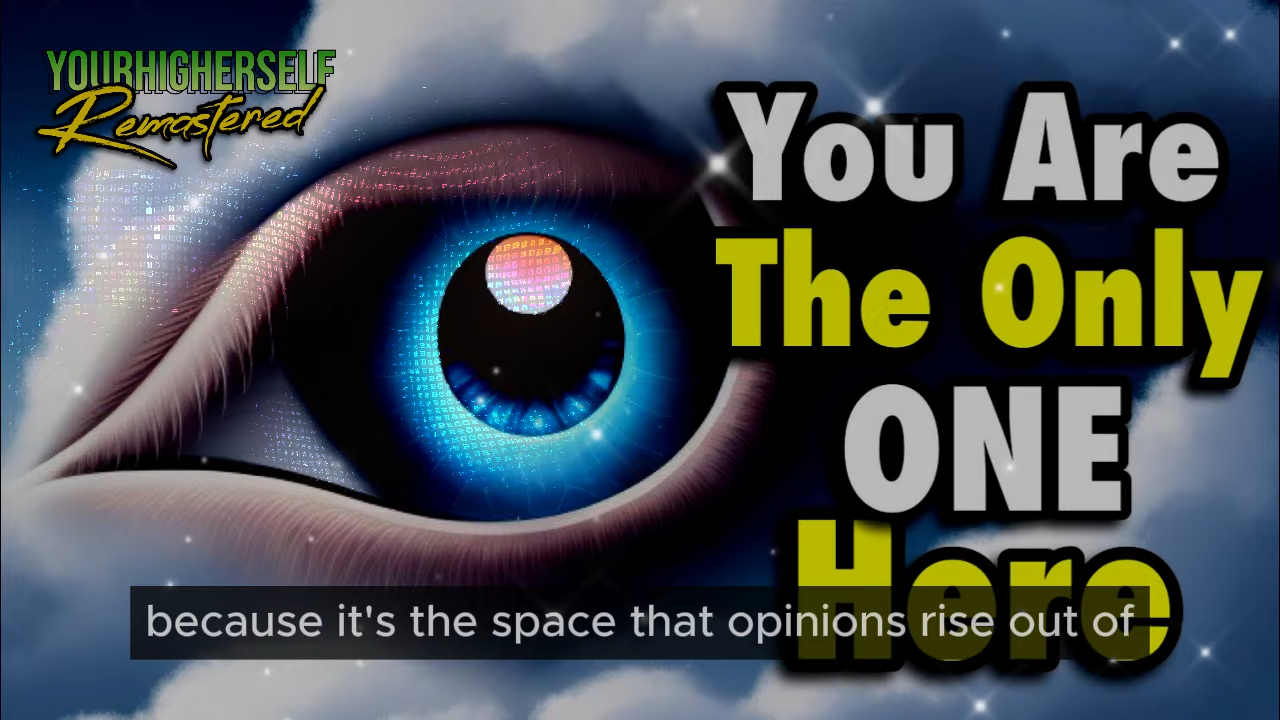 YOURHIGHERSELF
Remastered
You Are
The Only
ONE
Here
because it's the space that opinions rise out of